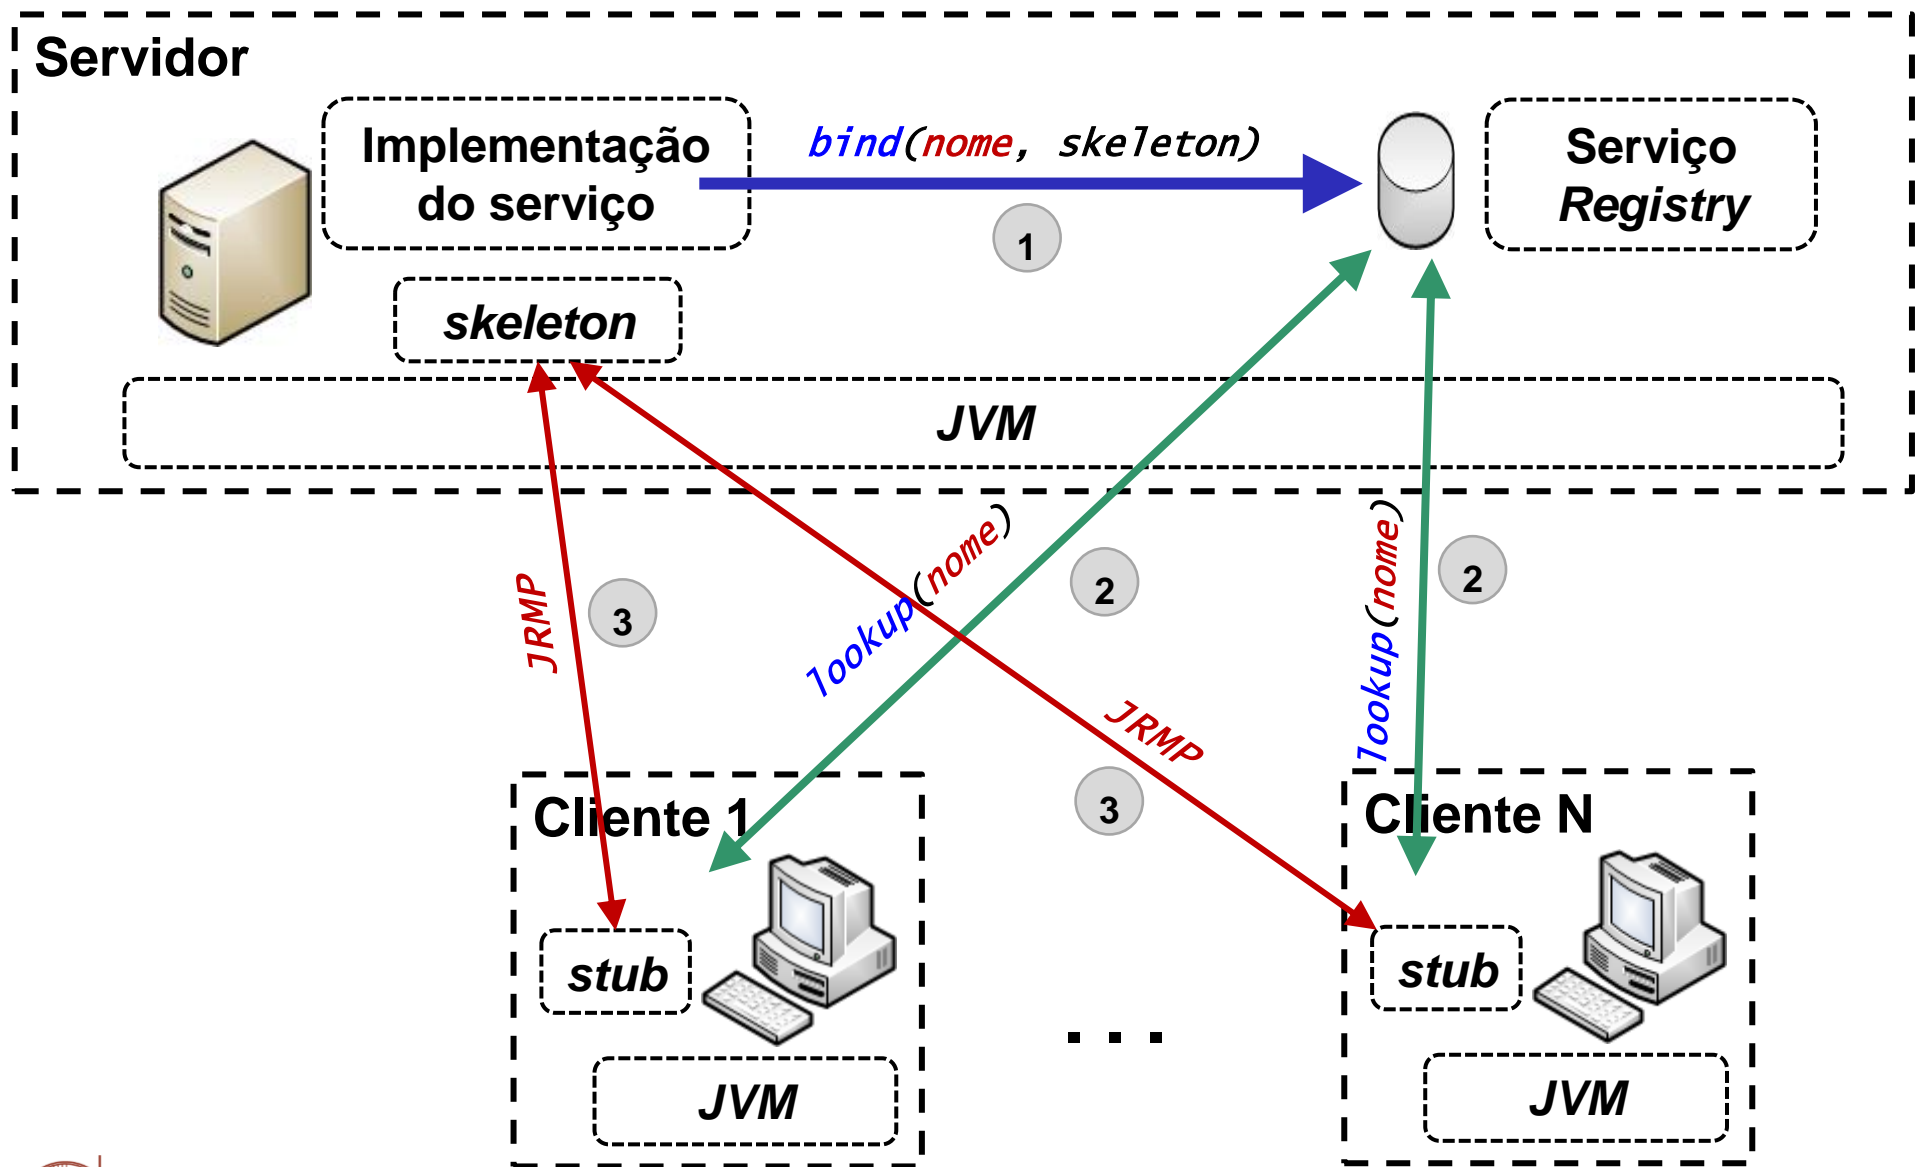 Servidor
Implementação
do serviço
bind(nome, skeleton)
1
Serviço
Registry
skeleton
JVM
JRMP
3
lookup(nome)
2
lookup(nome)
2
JRMP
3
Cliente 1
stub
JVM
. . .
Cliente N
stub
JVM